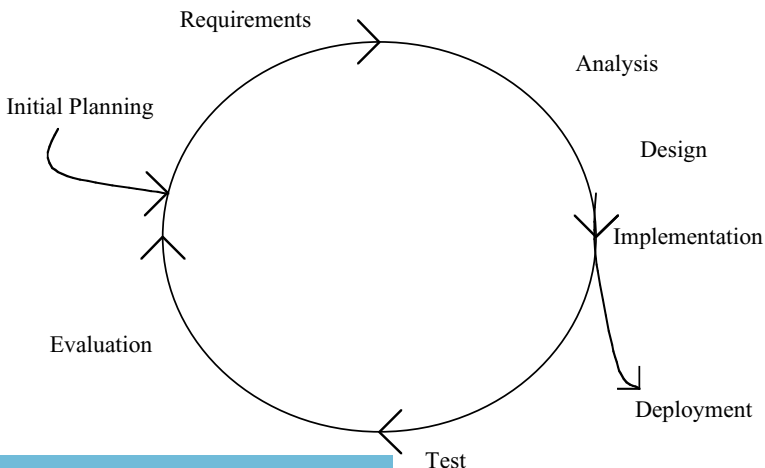 Requirements
Analysis
Initial Planning
Design
Implementation
Evaluation
Deployment
Test